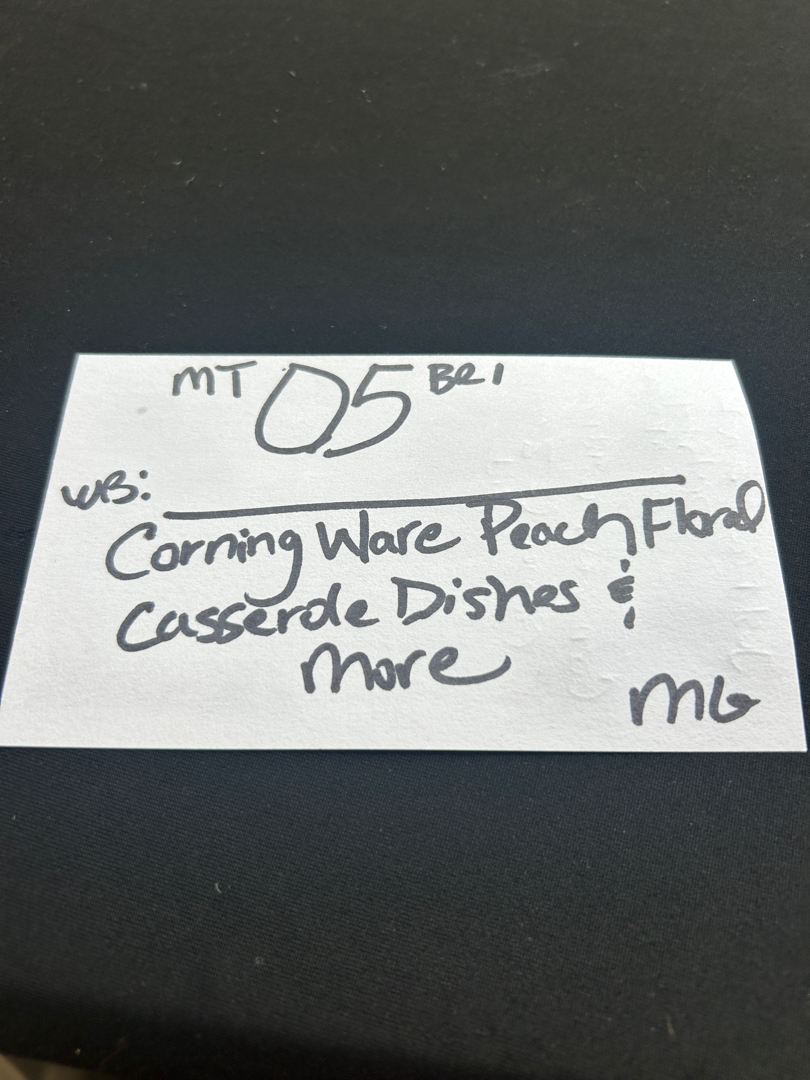 MT 05 BR1
WB:
Corning Ware Peach Floral
Casserole Dishes &
More
MG